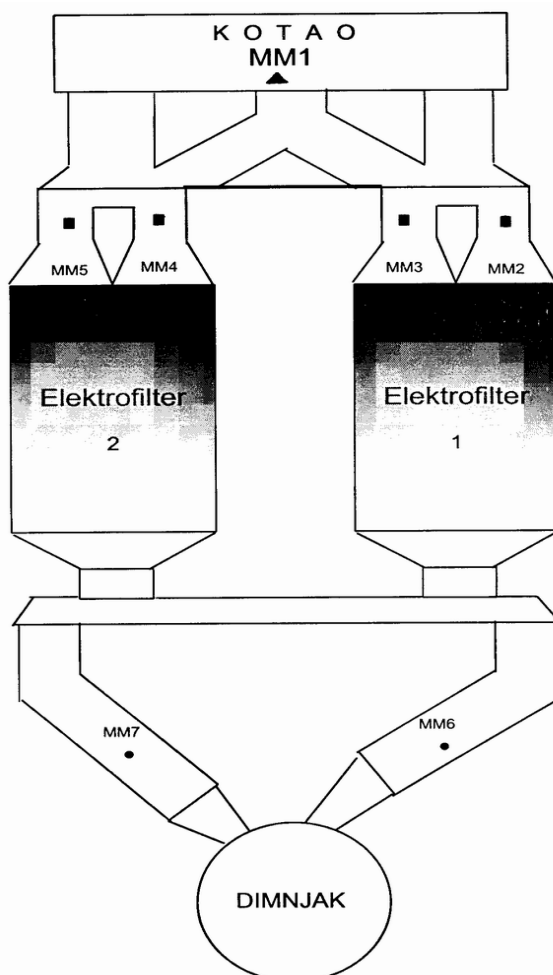 K O T A O
MM1
MM5
MM4
MM3
MM2
Elektrofilter
2
Elektrofilter
1
MM7
MM6
DIMNJAK